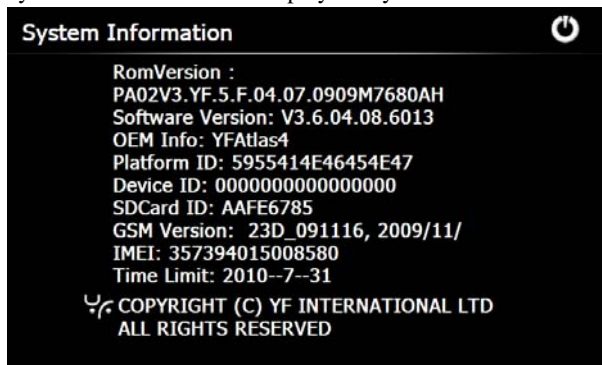 System Information
RomVersion :
PA02V3.YF.5.F.04.07.0909M7680AH
Software Version: V3.6.04.08.6013
OEM Info: YFAtlas4
Platform ID: 5955414E46454E47
Device ID: 0000000000000000
SDCard ID: AAFE6785
GSM Version:  23D_091116, 2009/11/
IMEI: 357394015008580
Time Limit: 2010--7--31
COPYRIGHT (C) YF INTERNATIONAL LTD
ALL RIGHTS RESERVED